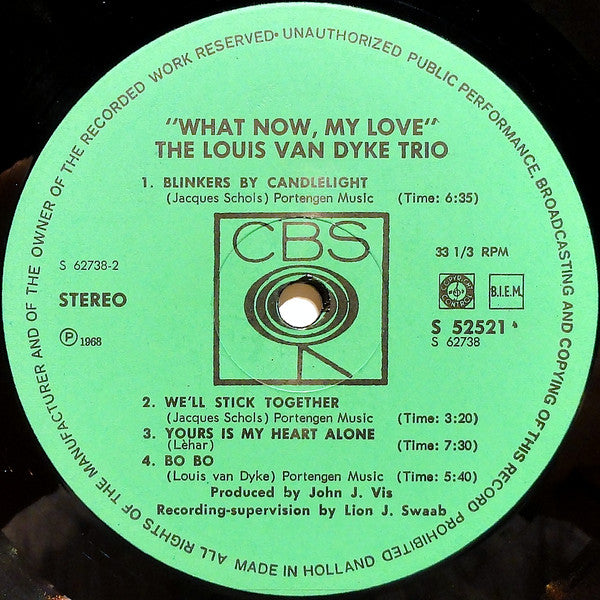 ALL RIGHTS OF THE MANUFACTURER AND OF THE OWNER OF THE RECORDED WORK RESERVED• UNAUTHORIZED PUBLIC PERFORMANCE, BROADCASTING AND COPYING OF THIS RECORD PROHIBITED
MADE IN HOLLAND
"WHAT NOW, MY LOVE"
THE LOUIS VAN DYKE TRIO
1. BLINKERS BY CANDLELIGHT
(Jacques Schols) Portengen Music (Time: 6:35)
CBS
S 62738-2
33 1/3 RPM
STEREO
B.I.E.M.
℗ 1968
S 52521
S 62738
2. WE'LL STICK TOGETHER
(Jacques Schols) Portengen Music (Time: 3:20)
3. YOURS IS MY HEART ALONE
(Lèhar) (Time: 7:30)
4. BO BO
(Louis van Dyke) Portengen Music (Time: 5:40)
Produced by John J. Vis
Recording-supervision by Lion J. Swaab